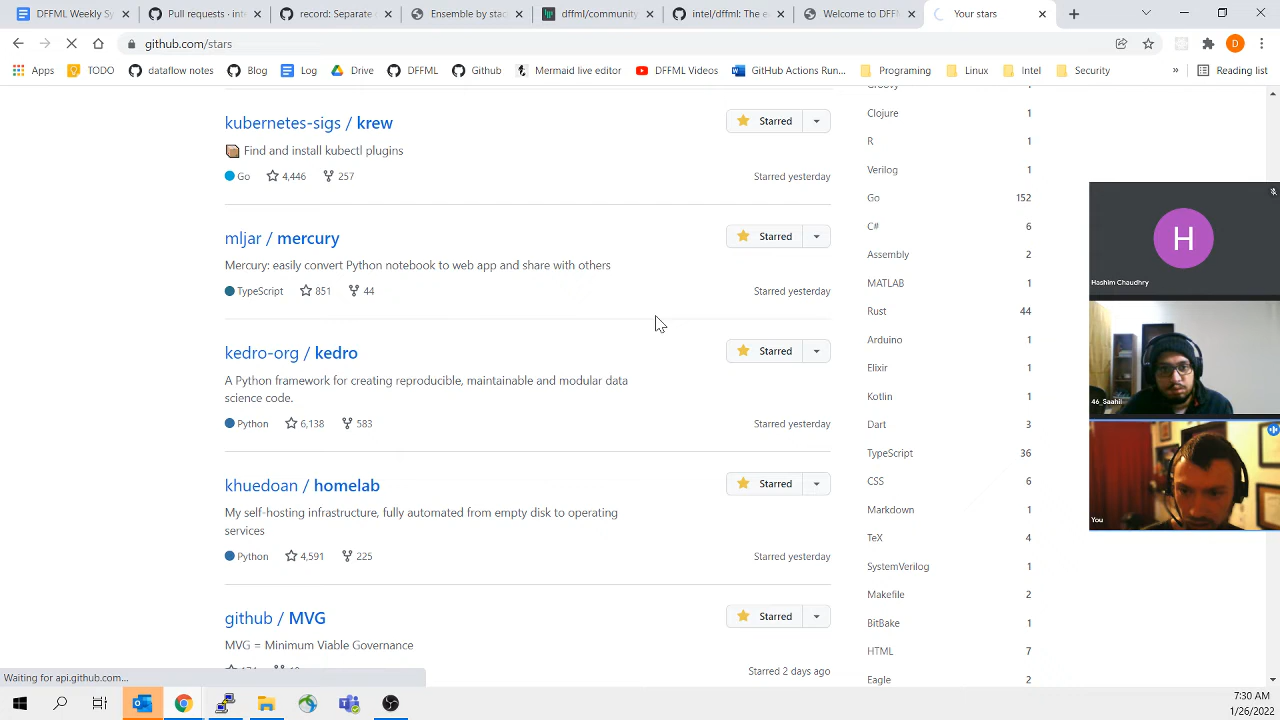 DFFML Weekly Sy
Pull requests - inte
record: Separate
Ensemble by stac
dffml/community
intel/dffml: The e
Welcome to DFFM
Your stars
github.com/stars
Apps
TODO
dataflow notes
Blog
Log
Drive
DFFML
Github
Mermaid live editor
DFFML Videos
GitHub Actions Run...
Programing
Linux
Intel
Security
»
Reading list
kubernetes-sigs / krew
Starred
Find and install kubectl plugins
Go 4,446 257
Starred yesterday
mljar / mercury
Starred
Mercury: easily convert Python notebook to web app and share with others
TypeScript 851 44
Starred yesterday
kedro-org / kedro
Starred
A Python framework for creating reproducible, maintainable and modular data
science code.
Python 6,138 583
Starred yesterday
khuedoan / homelab
Starred
My self-hosting infrastructure, fully automated from empty disk to operating
services
Python 4,591 225
Starred yesterday
github / MVG
Starred
MVG = Minimum Viable Governance
Starred 2 days ago
Groovy 1
Clojure 1
R 1
Verilog 1
Go 152
C# 6
Assembly 2
MATLAB 1
Rust 44
Arduino 1
Elixir 1
Kotlin 1
Dart 3
TypeScript 36
CSS 6
Markdown 1
TeX 4
SystemVerilog 1
Makefile 2
BitBake 1
HTML 7
Eagle 2
H
Hashim Chaudhry
46_Saahil
You
Waiting for api.github.com...
7:30 AM
1/26/2022